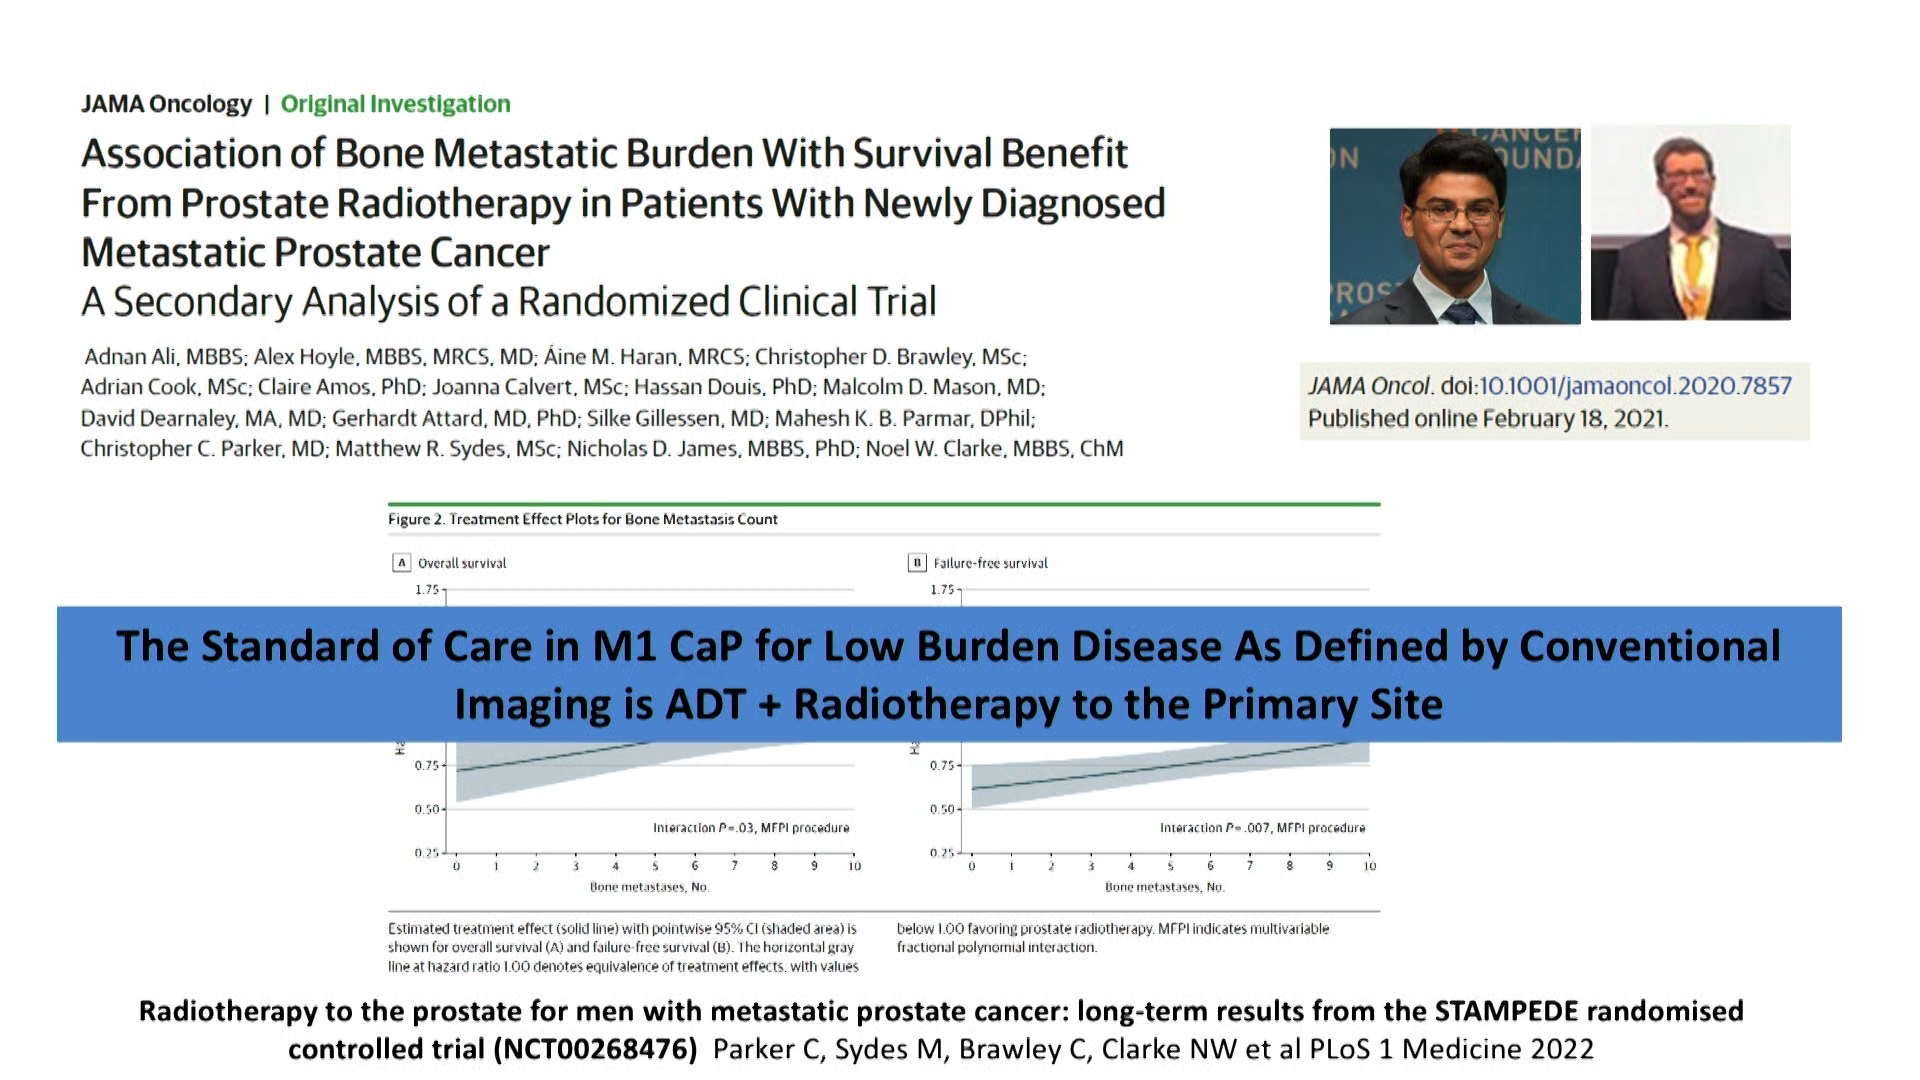 JAMA Oncology | Original Investigation
Association of Bone Metastatic Burden With Survival Benefit
From Prostate Radiotherapy in Patients With Newly Diagnosed
Metastatic Prostate Cancer
A Secondary Analysis of a Randomized Clinical Trial
Adnan Ali, MBBS; Alex Hoyle, MBBS, MRCS, MD; Áine M. Haran, MRCS; Christopher D. Brawley, MSc;
Adrian Cook, MSc; Claire Amos, PhD; Joanna Calvert, MSc; Hassan Douis, PhD; Malcolm D. Mason, MD;
David Dearnaley, MA, MD; Gerhardt Attard, MD, PhD; Silke Gillessen, MD; Mahesh K. B. Parmar, DPhil;
Christopher C. Parker, MD; Matthew R. Sydes, MSc; Nicholas D. James, MBBS, PhD; Noel W. Clarke, MBBS, ChM
CANCER
ON OUNDA
PROST
JAMA Oncol. doi:10.1001/jamaoncol.2020.7857
Published online February 18, 2021.
Figure 2. Treatment Effect Plots for Bone Metastasis Count
A Overall survival
1.75
B Failure-free survival
1.75
The Standard of Care in M1 CaP for Low Burden Disease As Defined by Conventional
Imaging is ADT + Radiotherapy to the Primary Site
0.75
0.50
Interaction P=.03, MFPI procedure
0.25
0 1 2 3 4 5 6 7 8 9 10
Bone metastases, No.
0.75
0.50
Interaction P=.007, MFPI procedure
0.25
0 1 2 3 4 5 6 7 8 9 10
Bone metastases, No.
Estimated treatment effect (solid line) with pointwise 95% CI (shaded area) is
shown for overall survival (A) and failure-free survival (B). The horizontal gray
line at hazard ratio 1.00 denotes equivalence of treatment effects, with values
below 1.00 favoring prostate radiotherapy. MFPI indicates multivariable
fractional polynomial interaction.
Radiotherapy to the prostate for men with metastatic prostate cancer: long-term results from the STAMPEDE randomised
controlled trial (NCT00268476) Parker C, Sydes M, Brawley C, Clarke NW et al PLoS 1 Medicine 2022